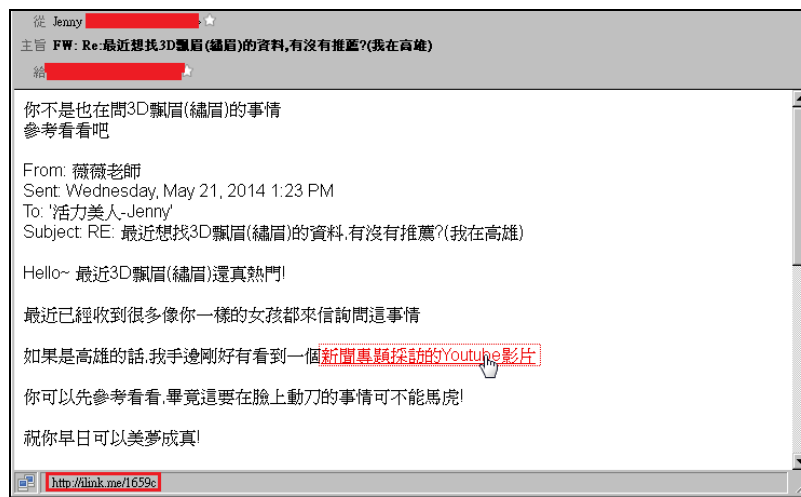 從 Jenny
主旨 FW: Re:最近想找3D飄眉(繡眉)的資料,有沒有推薦?(我在高雄)
給
你不是也在問3D飄眉(繡眉)的事情
參考看看吧
From: 薇薇老師
Sent: Wednesday, May 21, 2014 1:23 PM
To: '活力美人-Jenny'
Subject: RE: 最近想找3D飄眉(繡眉)的資料,有沒有推薦?(我在高雄)
Hello~ 最近3D飄眉(繡眉)還真熱門!
最近已經收到很多像你一樣的女孩都來信詢問這事情
如果是高雄的話,我手邊剛好有看到一個新聞專題採訪的Youtube影片
你可以先參考看看,畢竟這要在臉上動刀的事情可不能馬虎!
祝你早日可以美夢成真!
http://ilink.me/1659c